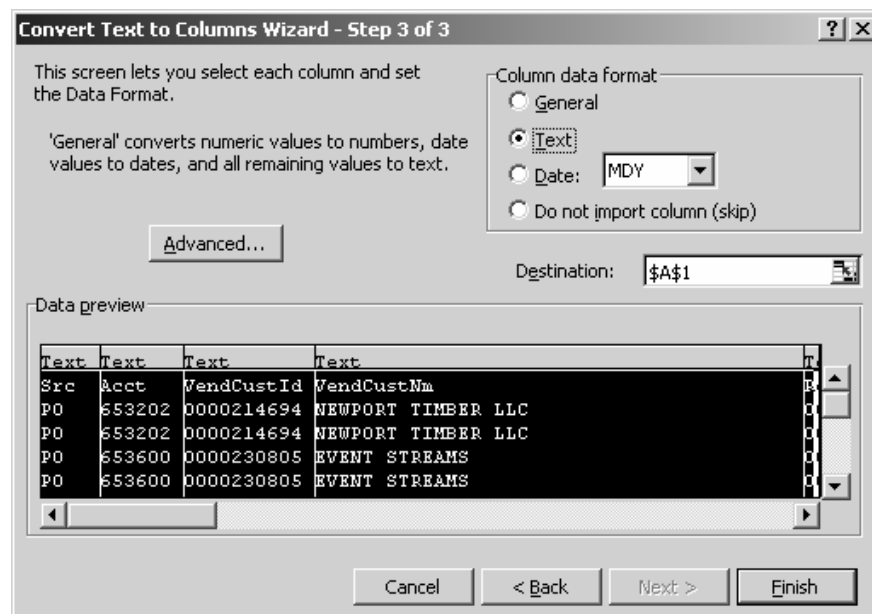 Convert Text to Columns Wizard - Step 3 of 3
This screen lets you select each column and set
the Data Format.
'General' converts numeric values to numbers, date
values to dates, and all remaining values to text.
Advanced...
Column data format
General
Text
Date: MDY
Do not import column (skip)
Destination: $A$1
Data preview
Text Text Text Text
Src Acct VendCustId VendCustNm
PO 653202 0000214694 NEWPORT TIMBER LLC
PO 653202 0000214694 NEWPORT TIMBER LLC
PO 653600 0000230805 EVENT STREAMS
PO 653600 0000230805 EVENT STREAMS
Cancel < Back Next > Finish